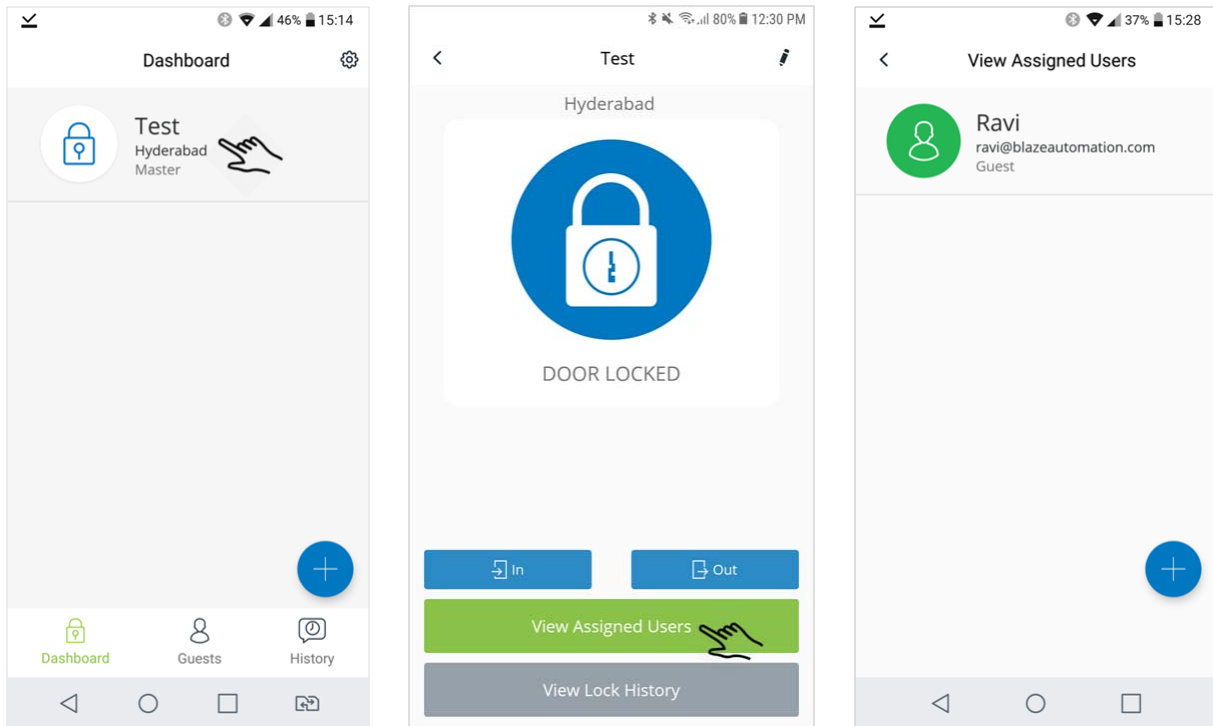 46% 15:14
Dashboard
Test
Hyderabad
Master
Dashboard
Guests
History
80% 12:30 PM
Test
Hyderabad
DOOR LOCKED
In
Out
View Assigned Users
View Lock History
37% 15:28
View Assigned Users
Ravi
ravi@blazeautomation.com
Guest